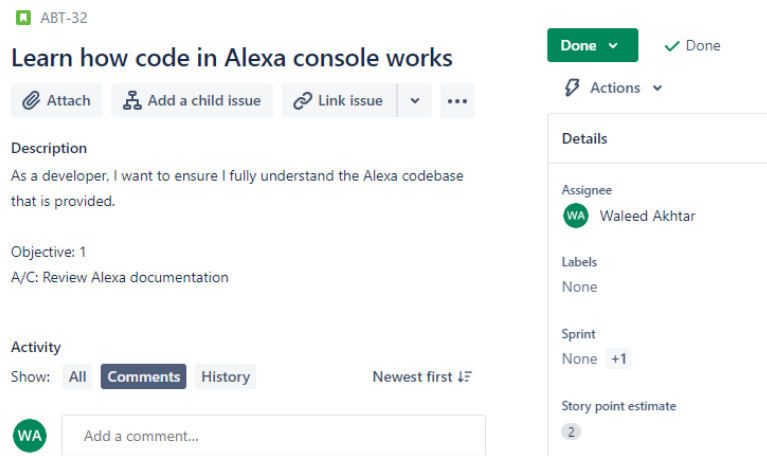 ABT-32
Learn how code in Alexa console works
Attach
Add a child issue
Link issue
Description
As a developer, I want to ensure I fully understand the Alexa codebase
that is provided.
Objective: 1
A/C: Review Alexa documentation
Activity
Show: All Comments History Newest first
WA Add a comment...
Done Done
Actions
Details
Assignee
WA Waleed Akhtar
Labels
None
Sprint
None +1
Story point estimate
2